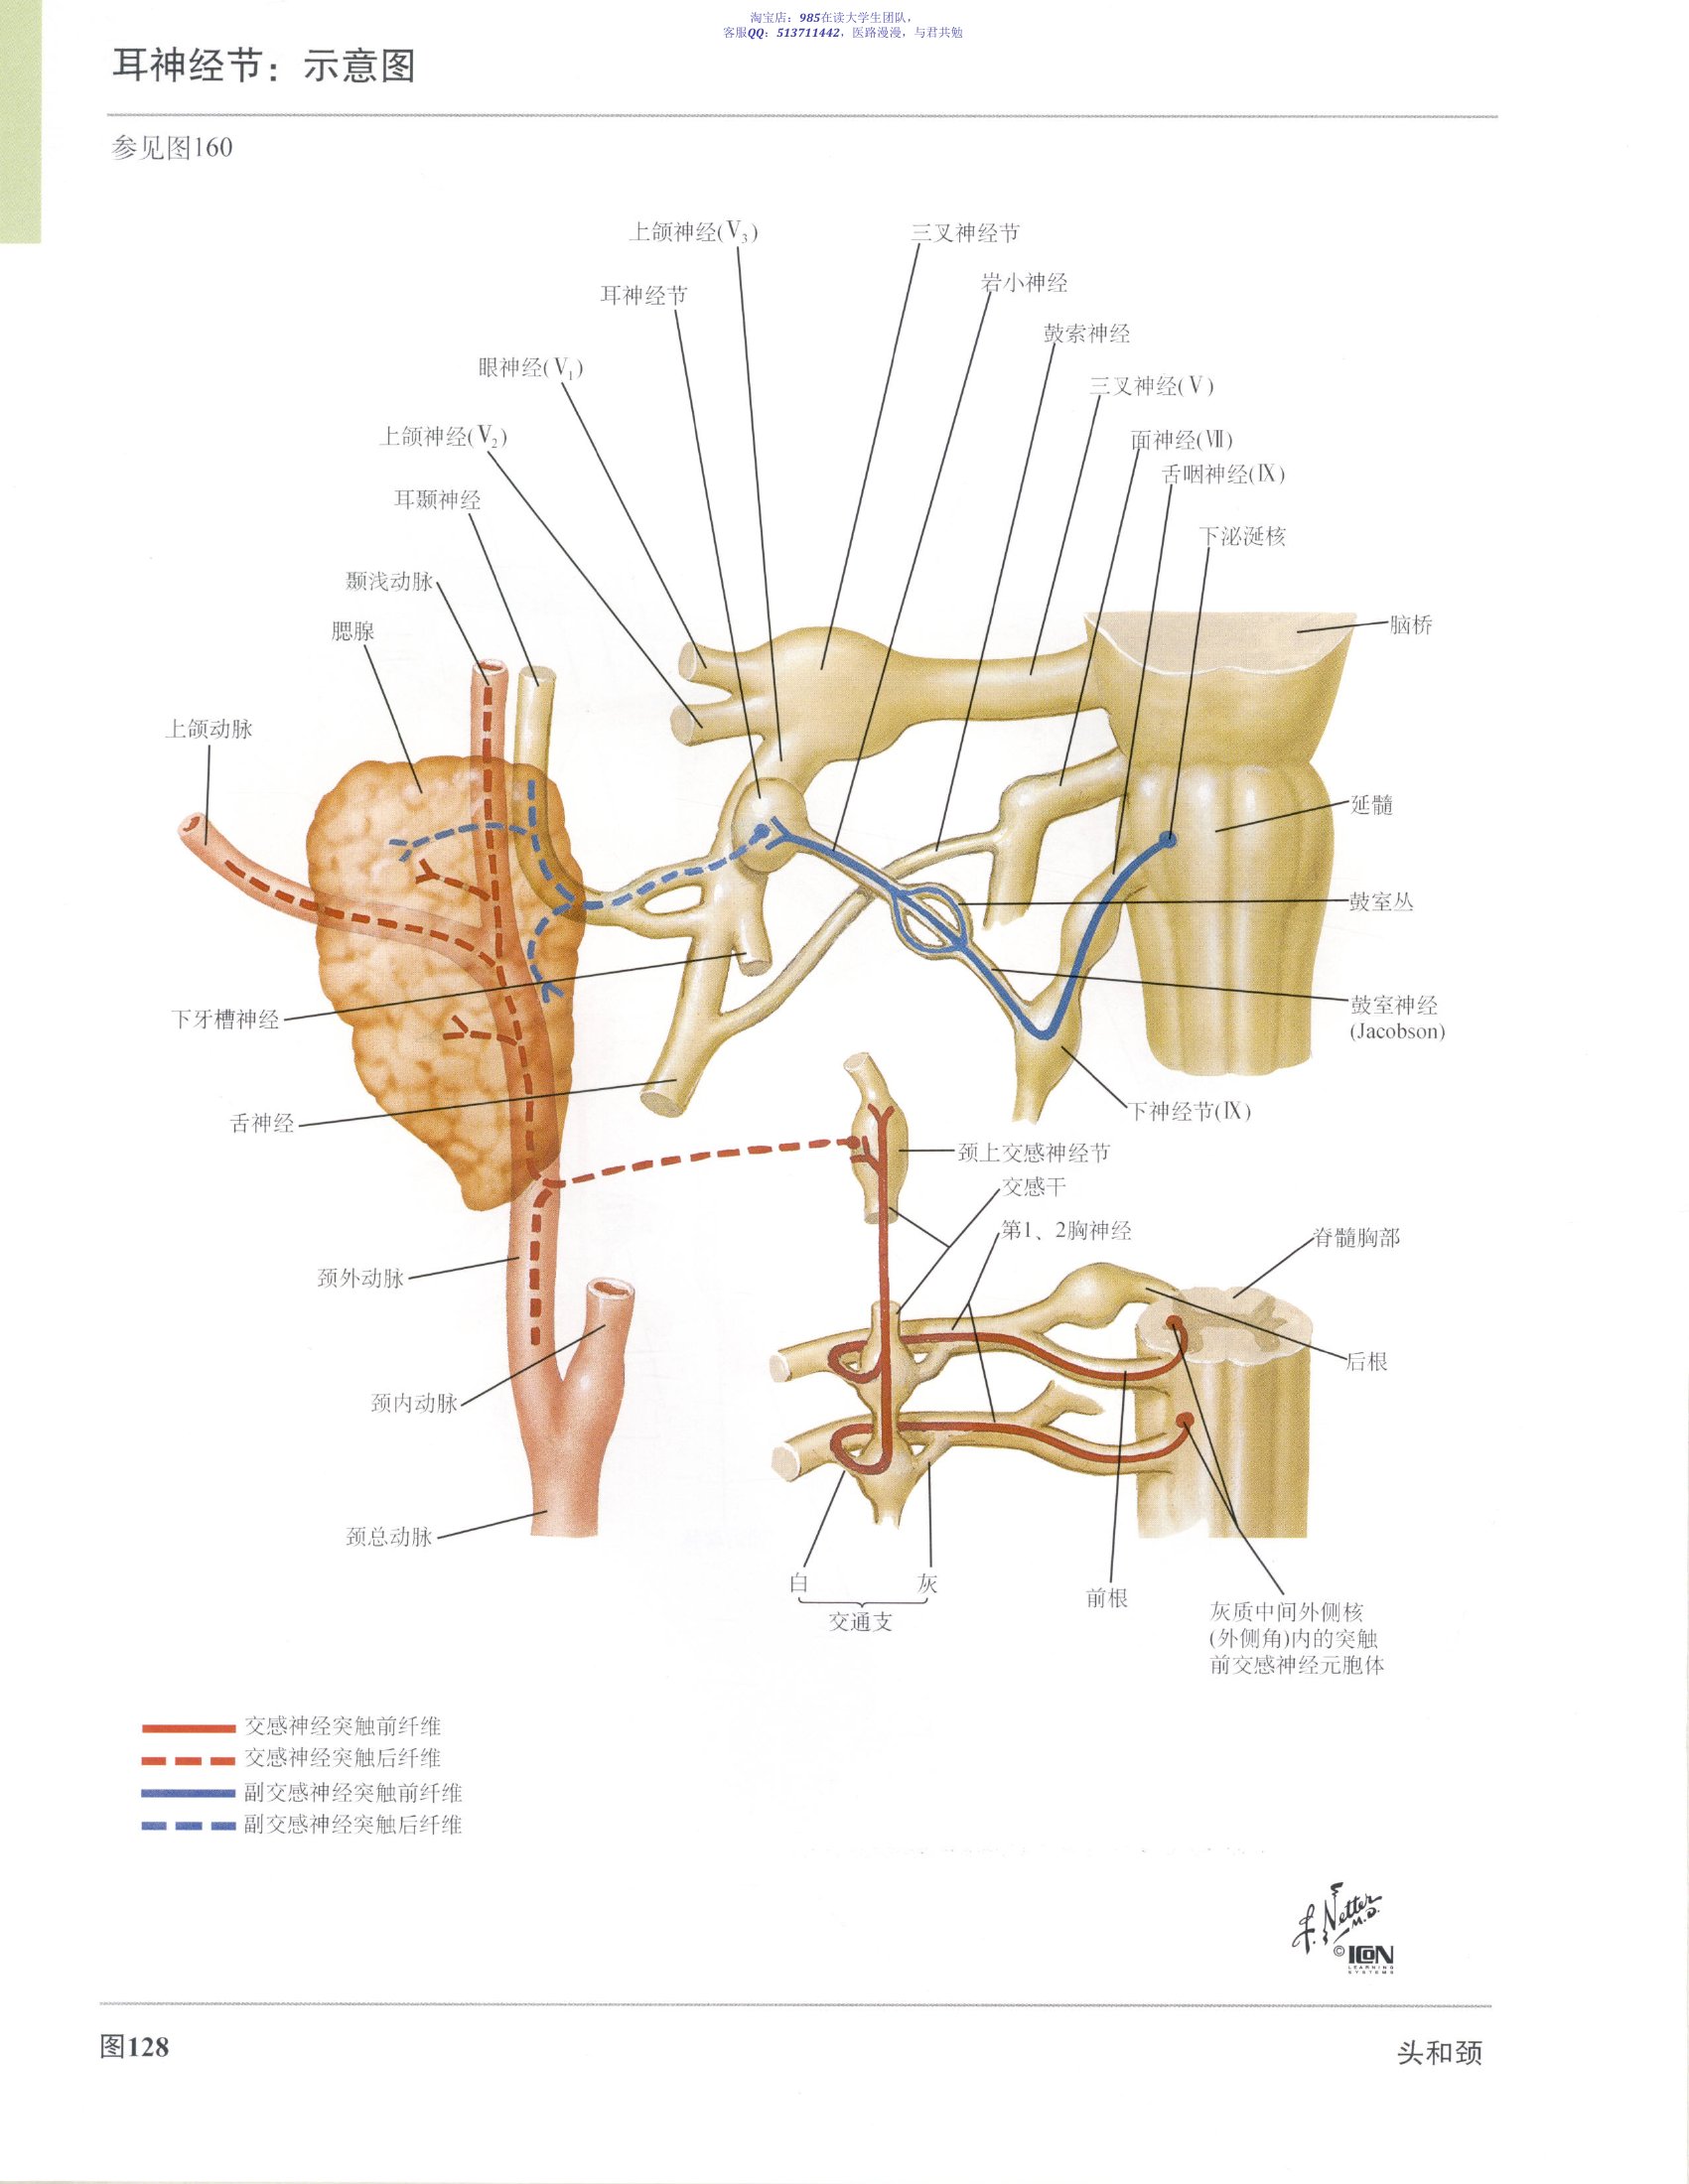 淘宝店：985在读大学生团队，
客服QQ：513711442，医路漫漫，与君共勉
耳神经节：示意图
参见图160
上颌神经(V3)
三叉神经节
岩小神经
耳神经节
鼓索神经
眼神经(V1)
三叉神经(V)
上颌神经(V2)
面神经(Ⅶ)
舌咽神经(Ⅸ)
耳颞神经
下泌涎核
颞浅动脉
腮腺
脑桥
上颌动脉
延髓
鼓室丛
下牙槽神经
鼓室神经
(Jacobson)
舌神经
下神经节(Ⅸ)
颈上交感神经节
交感干
第1、2胸神经
脊髓胸部
颈外动脉
后根
颈内动脉
颈总动脉
白
灰
交通支
前根
灰质中间外侧核
(外侧角)内的突触
前交感神经元胞体
交感神经突触前纤维
交感神经突触后纤维
副交感神经突触前纤维
副交感神经突触后纤维
F. Netter
M.D.
© ICON
LEARNING
SYSTEMS
图128
头和颈